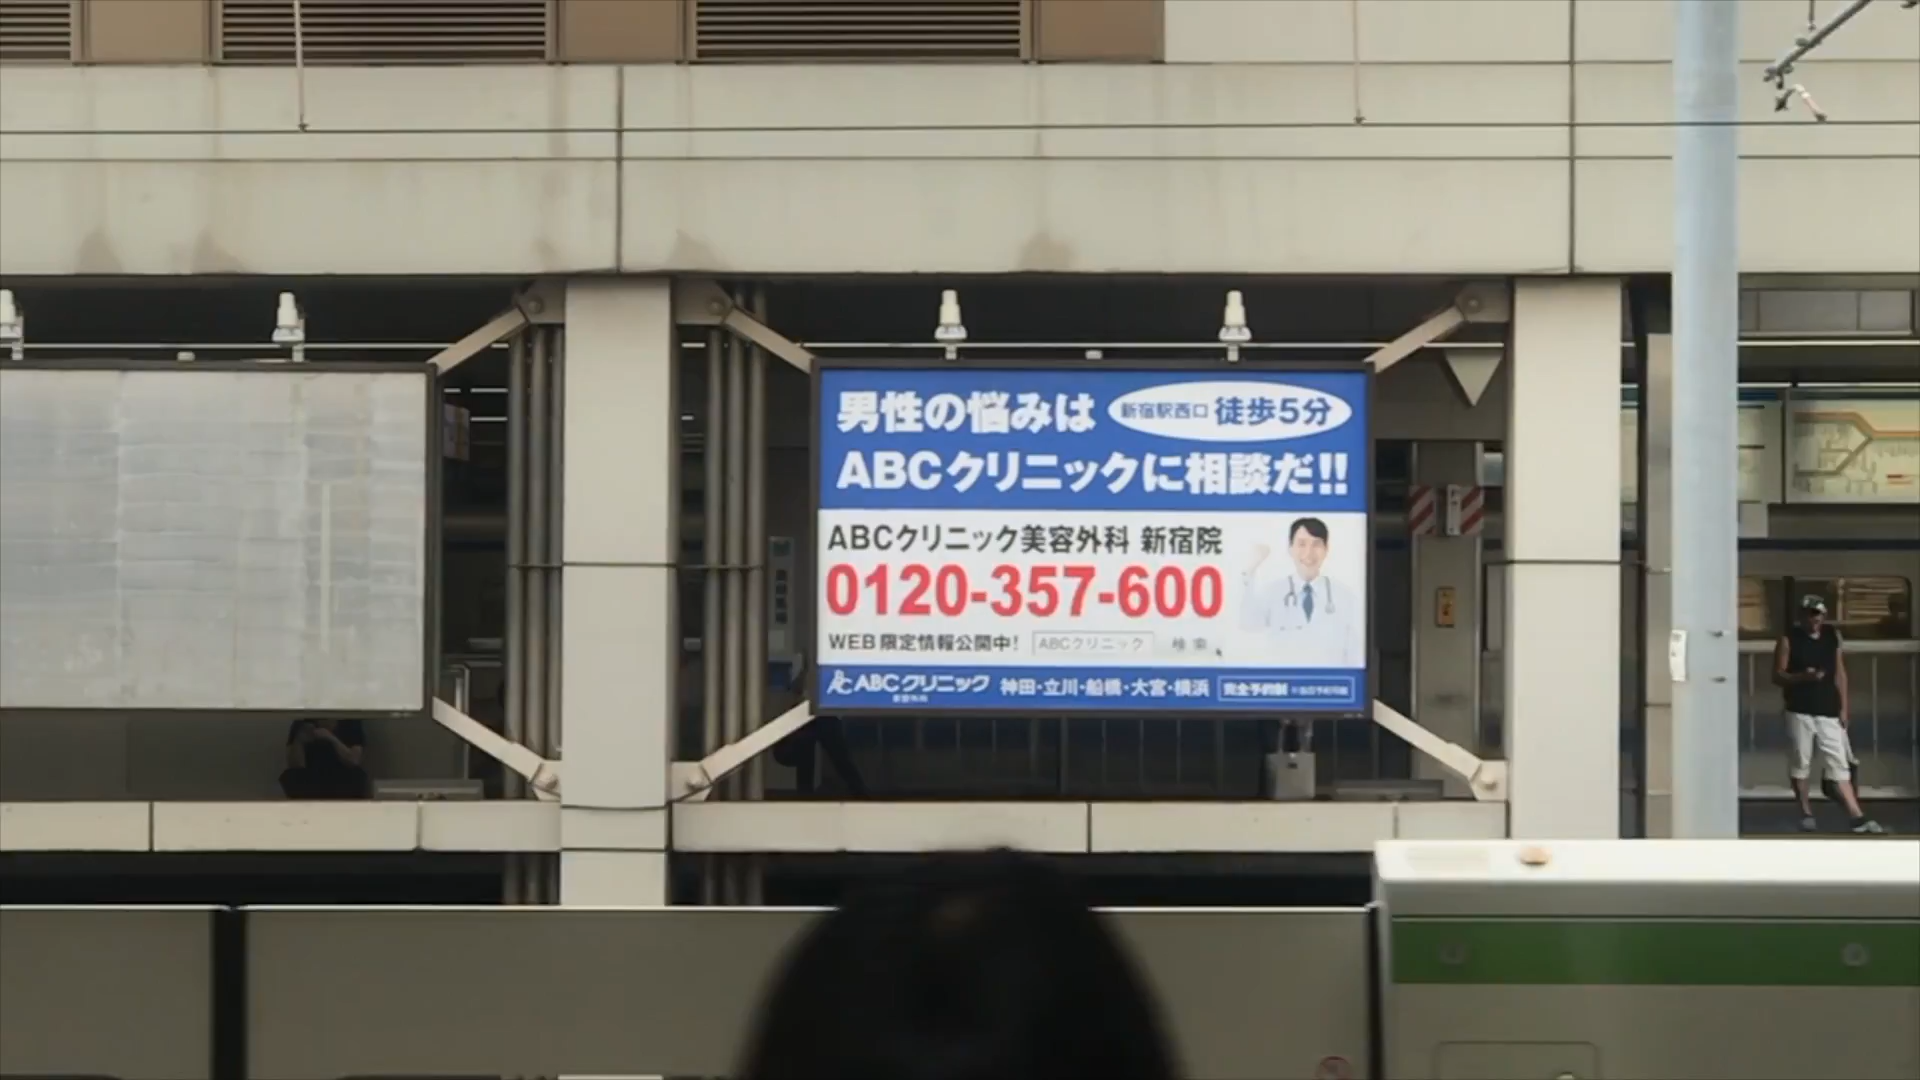 男性の悩みは 新宿駅西口 徒歩5分
ABCクリニックに相談だ!!
ABCクリニック美容外科 新宿院
0120-357-600
WEB限定情報公開中! ABCクリニック 検索
ABCクリニック 神田・立川・船橋・大宮・横浜 完全予約制